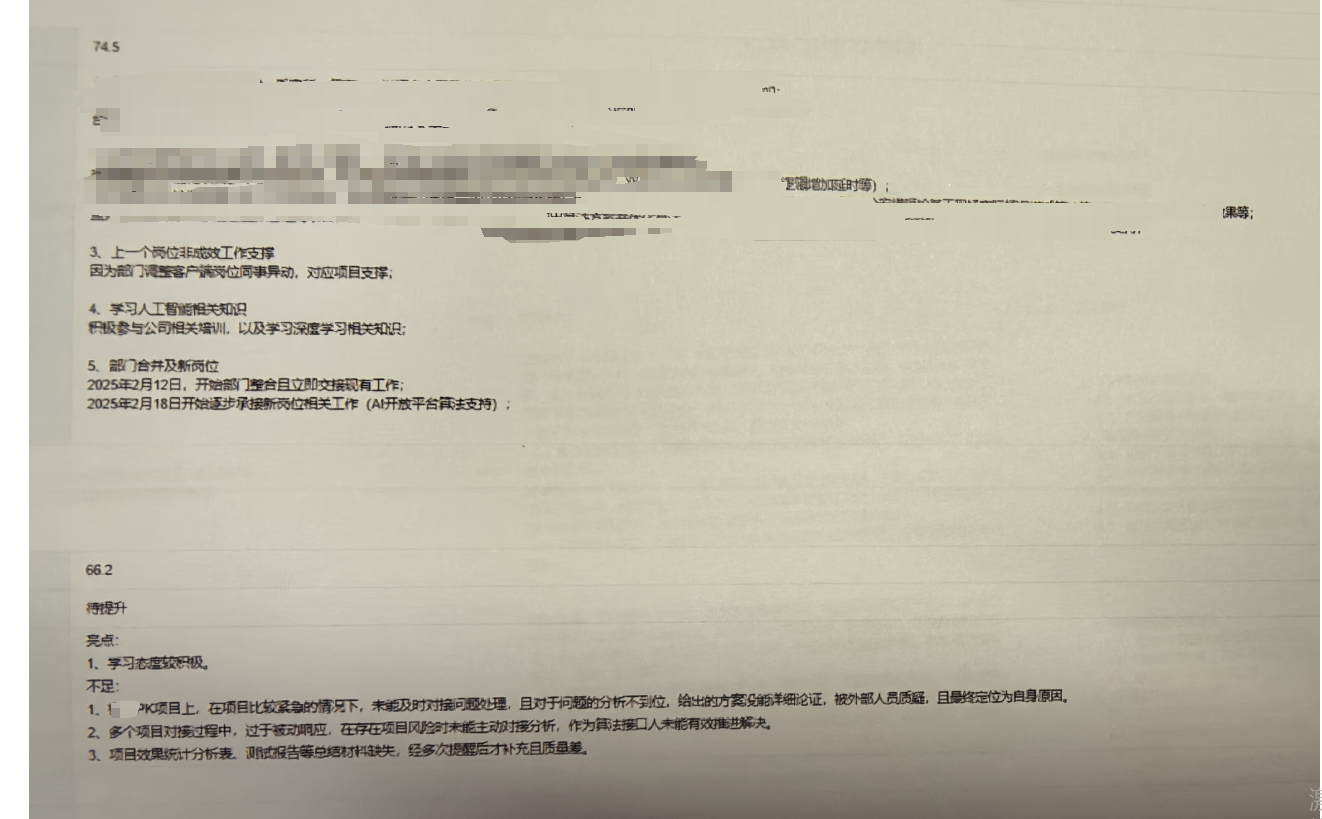 74.5
增加延时等）；
果等;
3、上一个岗位非成效工作支撑
因为部门调整客户端岗位同事异动，对应项目支撑;
4、学习人工智能相关知识
积极参与公司相关培训，以及学习深度学习相关知识;
5、部门合并及新岗位
2025年2月12日，开始部门整合且立即交接现有工作;
2025年2月18日开始逐步承接新岗位相关工作（AI开放平台算法支持）;
66.2
待提升
亮点:
1、学习态度较积极。
不足:
1、PK项目上，在项目比较紧急的情况下，未能及时对接问题处理，且对于问题的分析不到位，给出的方案没能详细论证，被外部人员质疑，且最终定位为自身原因。
2、多个项目对接过程中，过于被动响应，在存在项目风险时未能主动对接分析，作为算法接口人未能有效推进解决。
3、项目效果统计分析表、测试报告等总结材料缺失，经多次提醒后才补充且质量差。